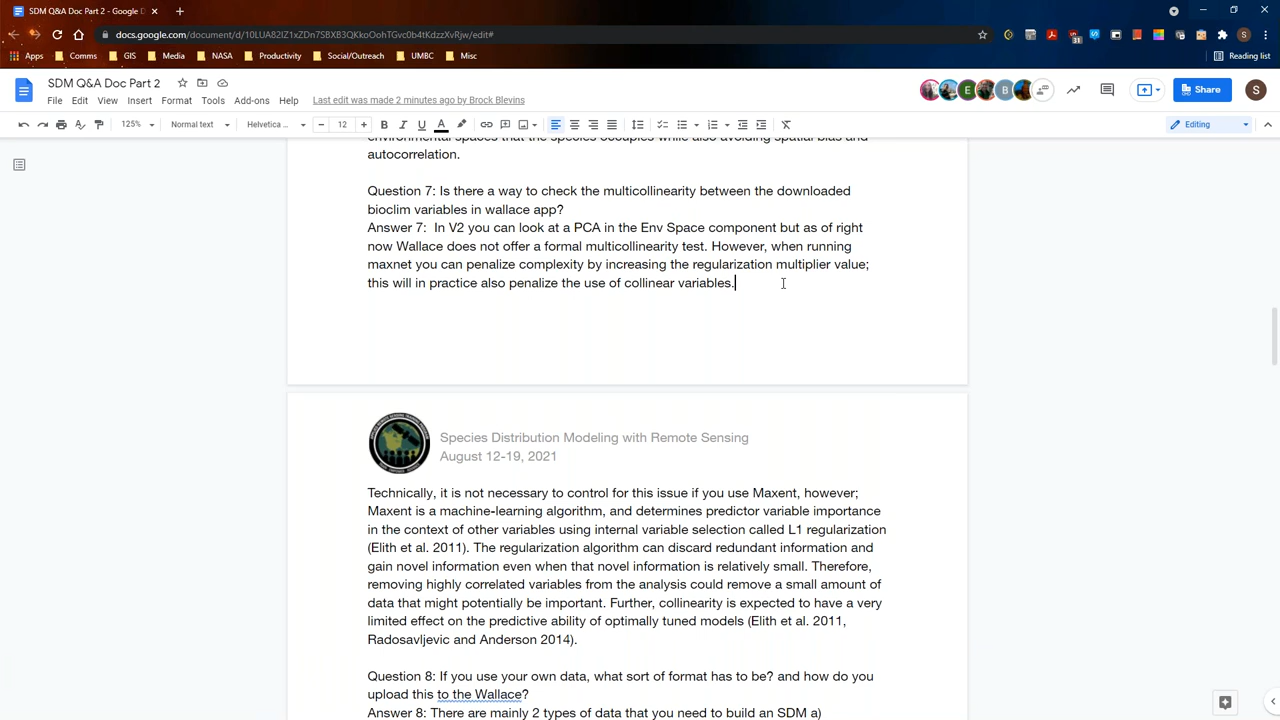 SDM Q&A Doc Part 2 - Google D
docs.google.com/document/d/10LUA82IZ1xZDn7SBXB3QKkoOohTGvc0b4tKdzzXvRjw/edit#
Apps Comms GIS Media NASA Productivity Social/Outreach UMBC Misc Reading list
SDM Q&A Doc Part 2
File Edit View Insert Format Tools Add-ons Help Last edit was made 2 minutes ago by Brock Blevins
E B Share S
125% Normal text Helvetica ... 12 B I U A Editing
environmental spaces that the species occupies while also avoiding spatial bias and
autocorrelation.
Question 7: Is there a way to check the multicollinearity between the downloaded
bioclim variables in wallace app?
Answer 7: In V2 you can look at a PCA in the Env Space component but as of right
now Wallace does not offer a formal multicollinearity test. However, when running
maxnet you can penalize complexity by increasing the regularization multiplier value;
this will in practice also penalize the use of collinear variables.
Species Distribution Modeling with Remote Sensing
August 12-19, 2021
Technically, it is not necessary to control for this issue if you use Maxent, however;
Maxent is a machine-learning algorithm, and determines predictor variable importance
in the context of other variables using internal variable selection called L1 regularization
(Elith et al. 2011). The regularization algorithm can discard redundant information and
gain novel information even when that novel information is relatively small. Therefore,
removing highly correlated variables from the analysis could remove a small amount of
data that might potentially be important. Further, collinearity is expected to have a very
limited effect on the predictive ability of optimally tuned models (Elith et al. 2011,
Radosavljevic and Anderson 2014).
Question 8: If you use your own data, what sort of format has to be? and how do you
upload this to the Wallace?
Answer 8: There are mainly 2 types of data that you need to build an SDM a)